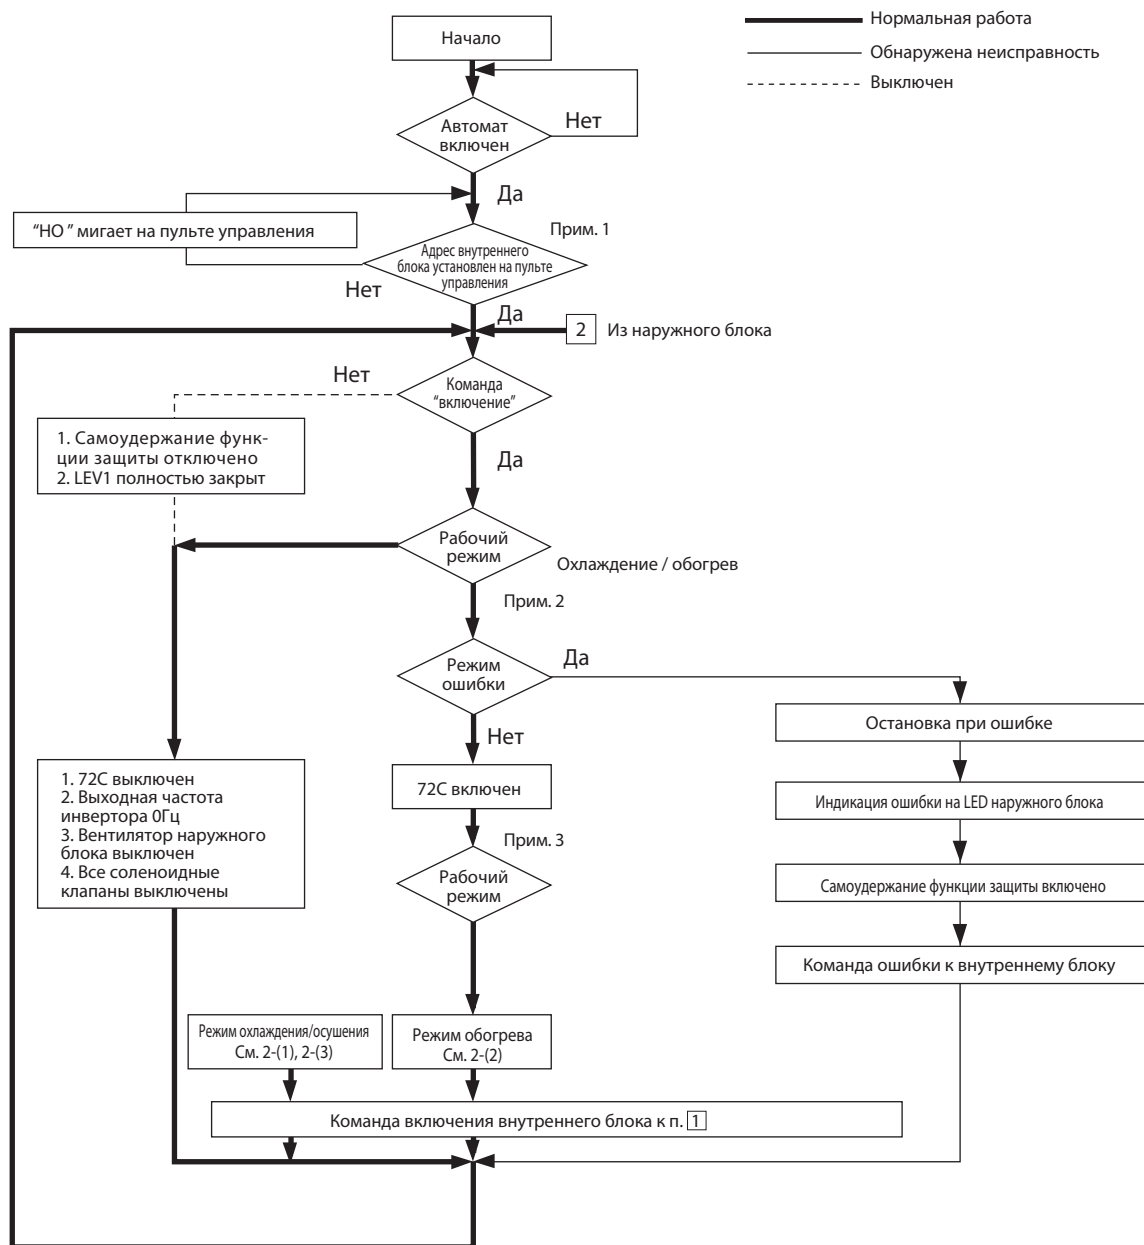 Нормальная работа
Начало
Обнаружена неисправность
Выключен
Автомат
включен
Нет
Да
“НО ” мигает на пульте управления
Прим. 1
Адрес внутреннего
блока установлен на пульте
управления
Нет
Да
2 Из наружного блока
Нет
Команда
“включение”
1. Самоудержание функ-
ции защиты отключено
2. LEV1 полностью закрыт
Да
Рабочий
режим
Охлаждение / обогрев
Прим. 2
Режим
ошибки
Да
Остановка при ошибке
Нет
1. 72С выключен
2. Выходная частота
инвертора 0Гц
3. Вентилятор наружного
блока выключен
4. Все соленоидные
клапаны выключены
72С включен
Индикация ошибки на LED наружного блока
Прим. 3
Рабочий
режим
Самоудержание функции защиты включено
Команда ошибки к внутреннему блоку
Режим охлаждения/осушения
См. 2-(1), 2-(3)
Режим обогрева
См. 2-(2)
Команда включения внутреннего блока к п. 1